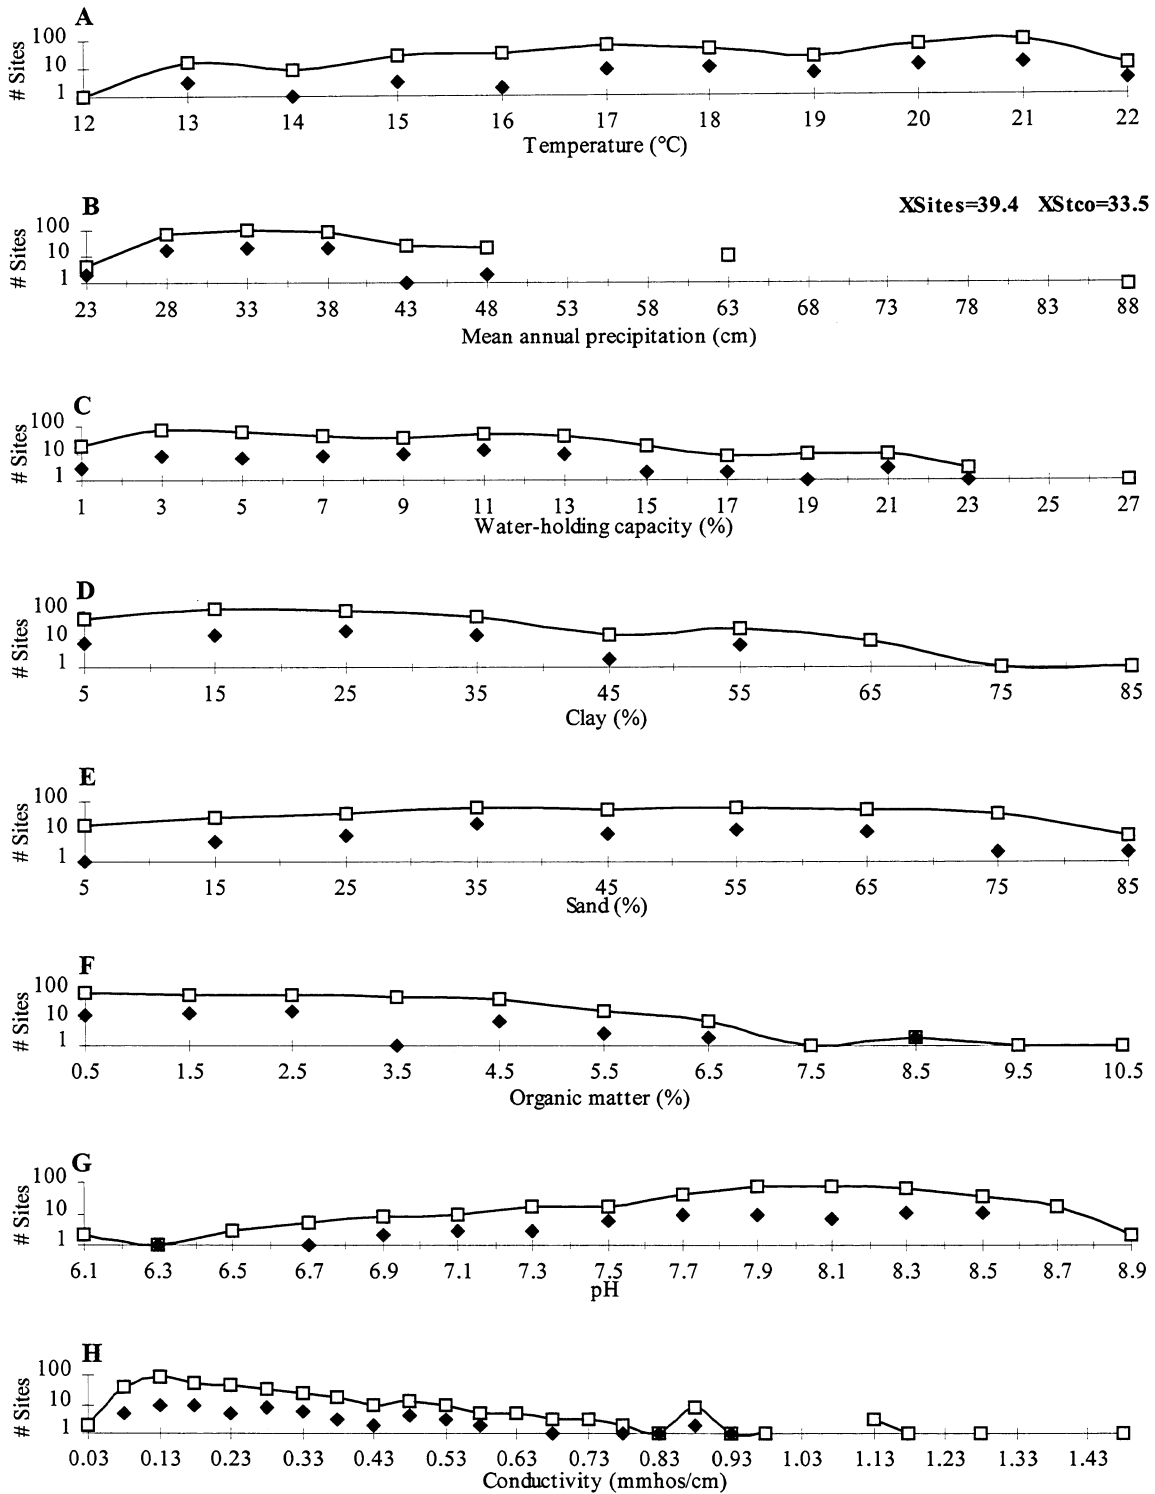 A
# Sites
100
10
1
12 13 14 15 16 17 18 19 20 21 22
Temperature (°C)
B
XSites=39.4 XStco=33.5
# Sites
100
10
1
23 28 33 38 43 48 53 58 63 68 73 78 83 88
Mean annual precipitation (cm)
C
# Sites
100
10
1
1 3 5 7 9 11 13 15 17 19 21 23 25 27
Water-holding capacity (%)
D
# Sites
100
10
1
5 15 25 35 45 55 65 75 85
Clay (%)
E
# Sites
100
10
1
5 15 25 35 45 55 65 75 85
Sand (%)
F
# Sites
100
10
1
0.5 1.5 2.5 3.5 4.5 5.5 6.5 7.5 8.5 9.5 10.5
Organic matter (%)
G
# Sites
100
10
1
6.1 6.3 6.5 6.7 6.9 7.1 7.3 7.5 7.7 7.9 8.1 8.3 8.5 8.7 8.9
pH
H
# Sites
100
10
1
0.03 0.13 0.23 0.33 0.43 0.53 0.63 0.73 0.83 0.93 1.03 1.13 1.23 1.33 1.43
Conductivity (mmhos/cm)